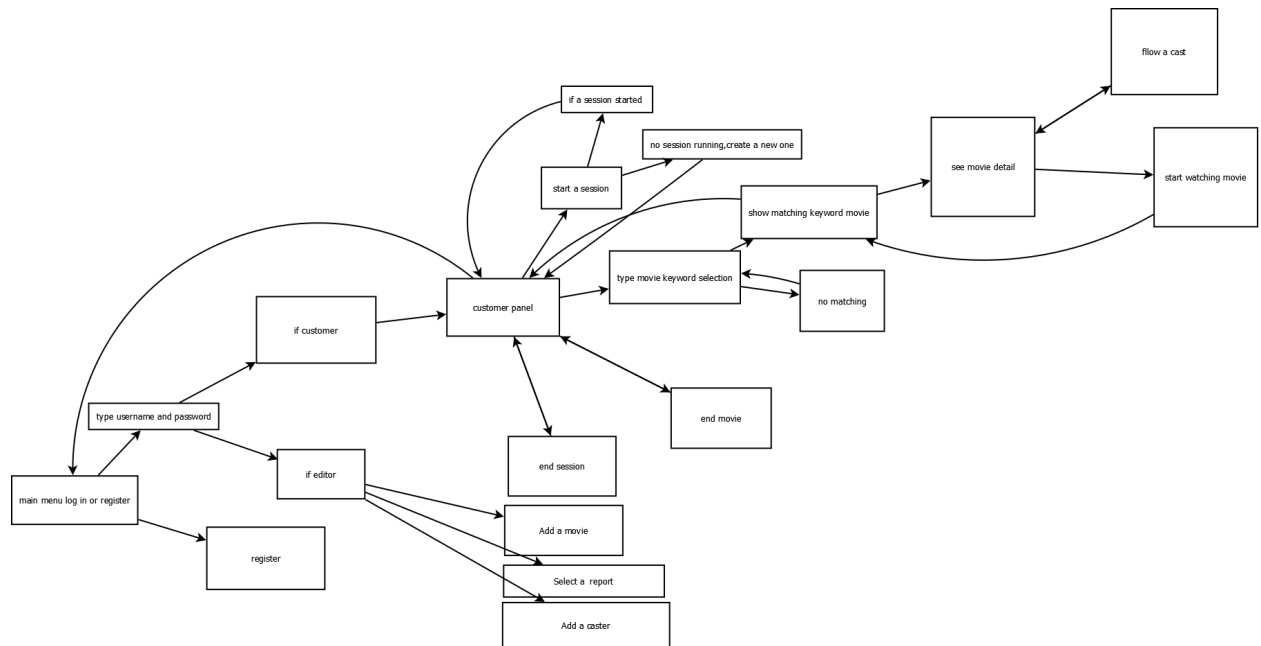 fllow a cast
if a session started
no session running,create a new one
see movie detail
start watching movie
start a session
show matching keyword movie
type movie keyword selection
no matching
customer panel
if customer
end movie
type username and password
end session
if editor
main menu log in or register
Add a movie
register
Select a  report
Add a caster